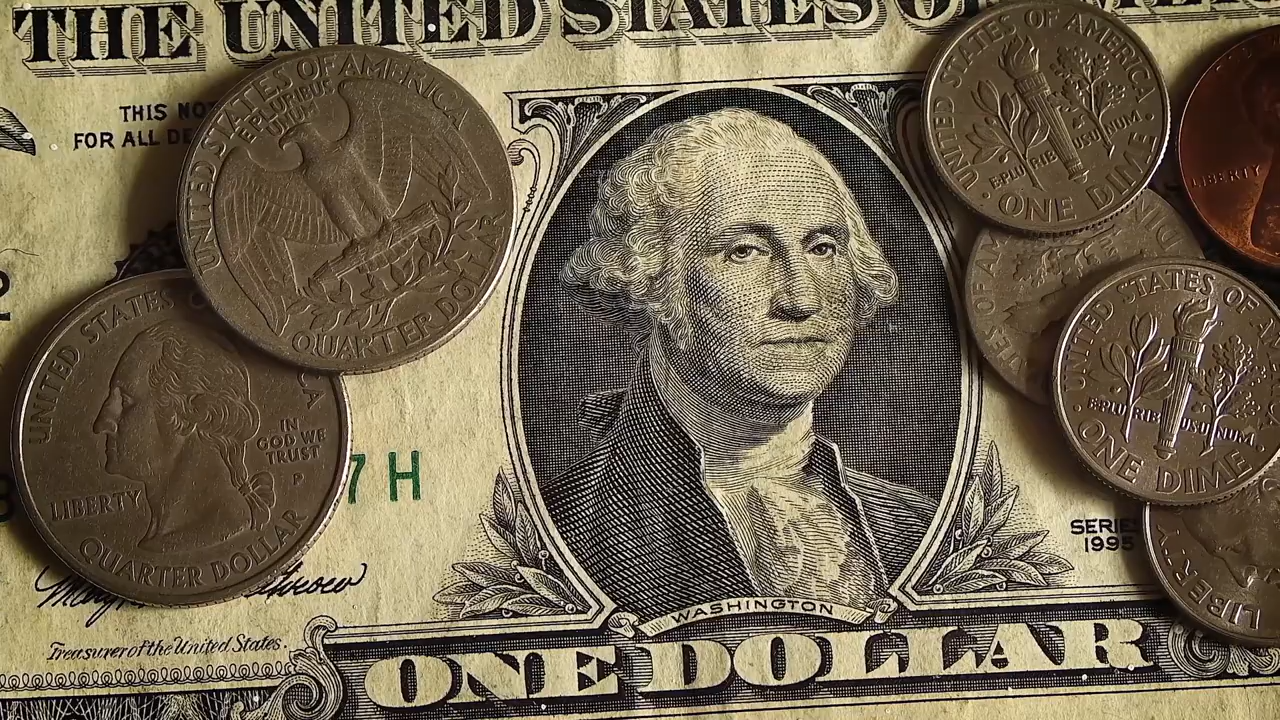 THE UNITED STATES OF
THIS NO
FOR ALL DE
UNITED STATES OF AMERICA
E PLURIBUS
UNUM
QUARTER DOLLAR
UNITED STATES
IN
GOD WE
TRUST
P
LIBERTY
QUARTER DOLLAR
7 H
Treasurer of the United States.
WASHINGTON
ONE DOLLAR
SERIES
1995
UNITED STATES OF AMERICA
E PLURIBUS UNUM
ONE DIME
LIBERTY
UNITED STATES OF AMERICA
E PLURIBUS UNUM
ONE DIME
LIBERTY